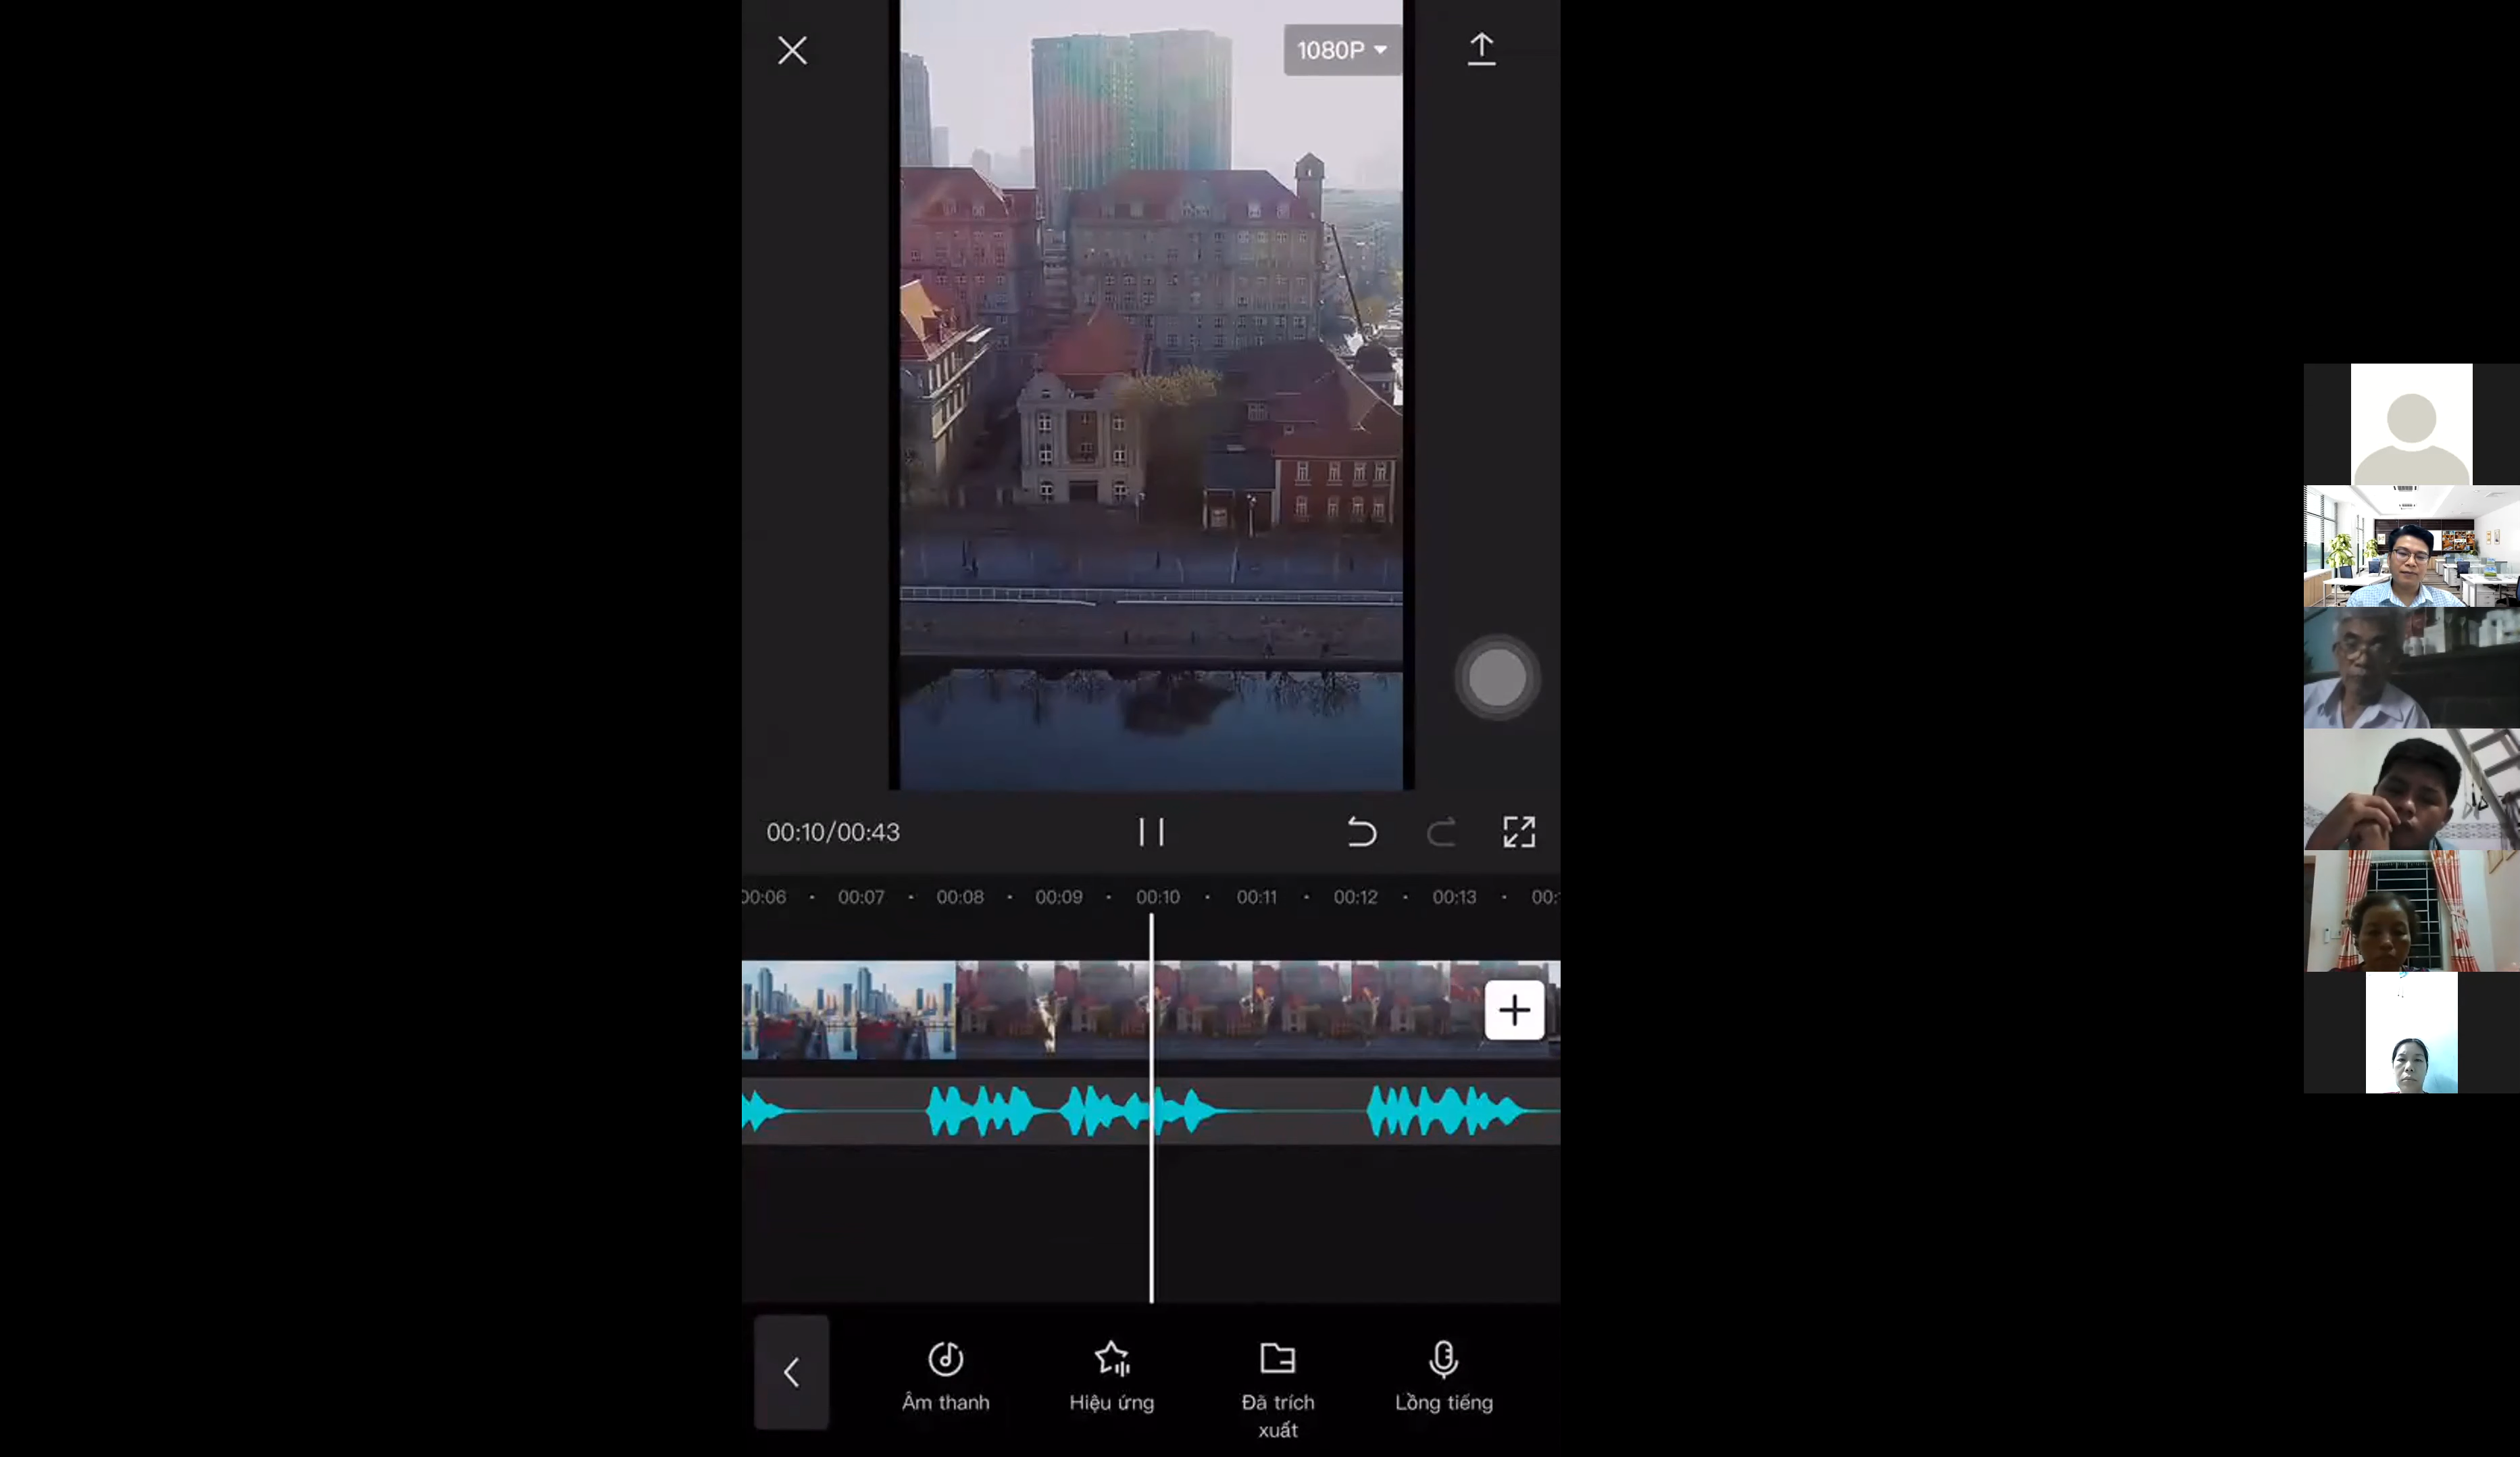 1080P
00:10/00:43
00:06 00:07 00:08 00:09 00:10 00:11 00:12 00:13 00:
Âm thanh
Hiệu ứng
Đã trích
xuất
Lồng tiếng